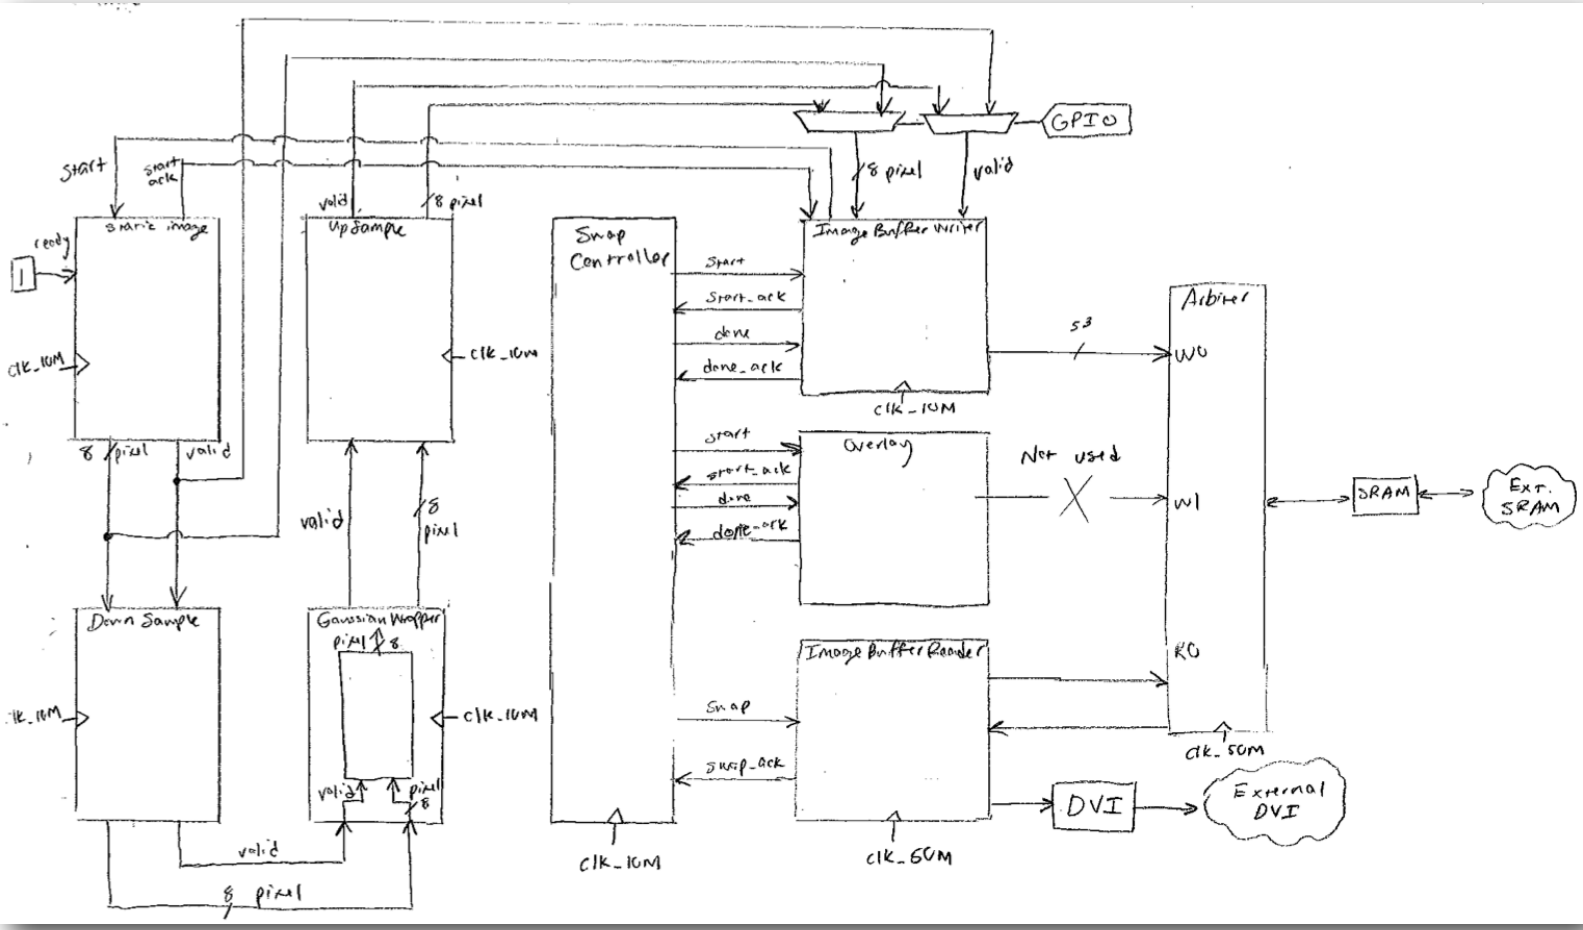 GPIO
start
start
ack
valid
8 pixel
8 pixel
valid
ready
1
static image
UpSample
Swap
Controller
Image Buffer Writer
start
start_ack
done
done_ack
clk_10M
clk_10M
clk_10M
53
W0
Arbiter
8 pixel
valid
start
start_ack
done
done_ack
Overlay
Not used
W1
SRAM
Ext.
SRAM
valid
8
pixel
Down Sample
Gaussian Wrapper
pixel 8
Image Buffer Reader
R0
clk_10M
clk_10M
swap
swap_ack
clk_50M
valid
pixel
8
DVI
External
DVI
valid
clk_10M
clk_50M
8 pixel